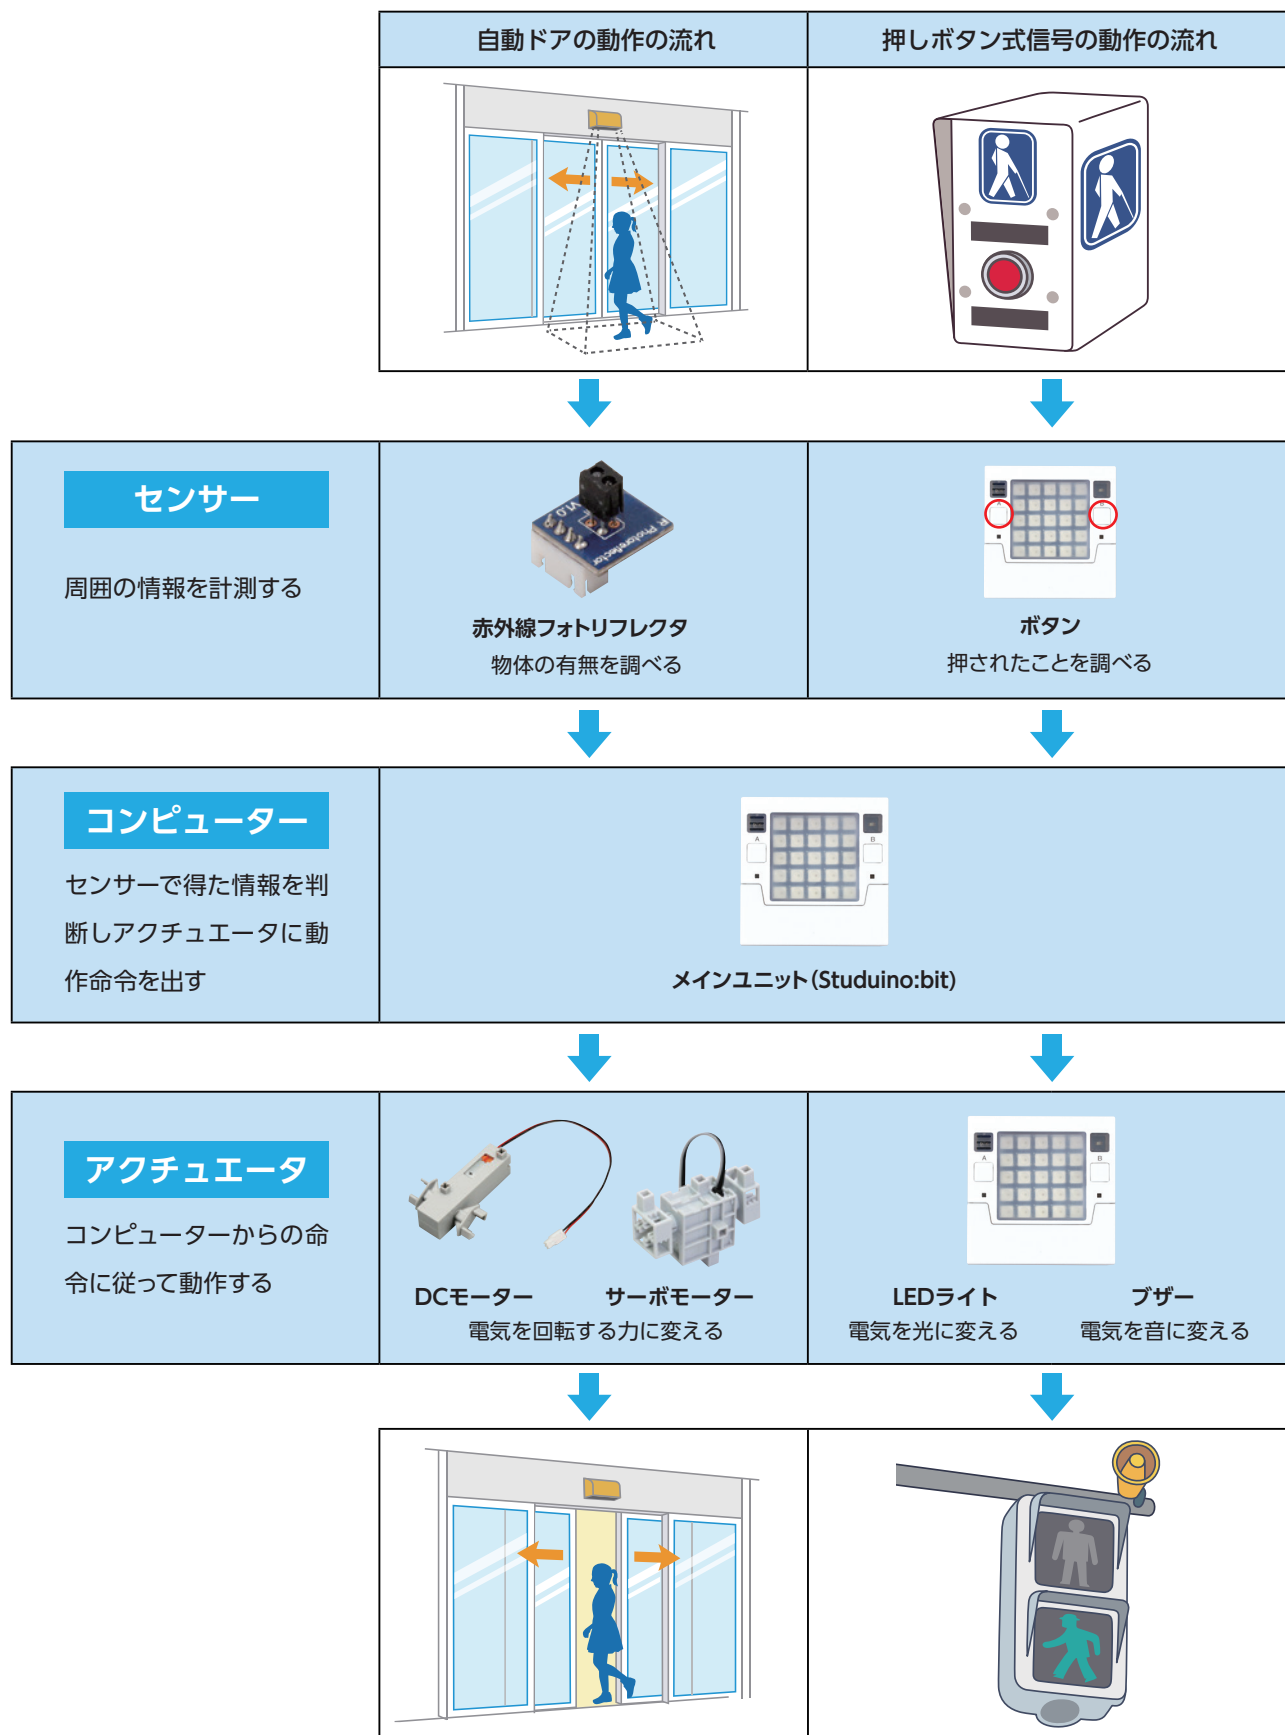 自動ドアの動作の流れ
押しボタン式信号の動作の流れ
センサー
周囲の情報を計測する
V1.0
IR Photoreflector
赤外線フォトリフレクタ
物体の有無を調べる
A
B
ボタン
押されたことを調べる
コンピューター
センサーで得た情報を判
断しアクチュエータに動
作命令を出す
A
B
メインユニット(Studuino:bit)
アクチュエータ
コンピューターからの命
令に従って動作する
DCモーター
サーボモーター
電気を回転する力に変える
A
B
LEDライト
電気を光に変える
ブザー
電気を音に変える